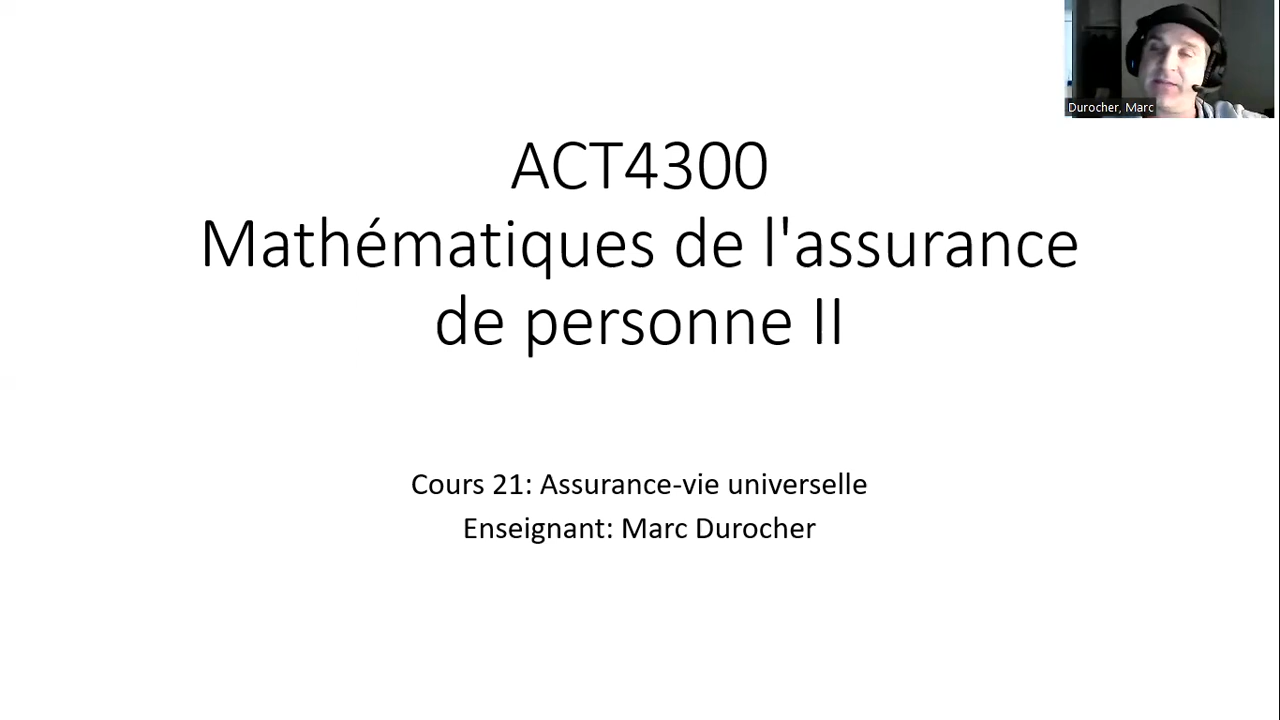 Durocher, Marc
ACT4300
Mathématiques de l'assurance
de personne II
Cours 21: Assurance-vie universelle
Enseignant: Marc Durocher